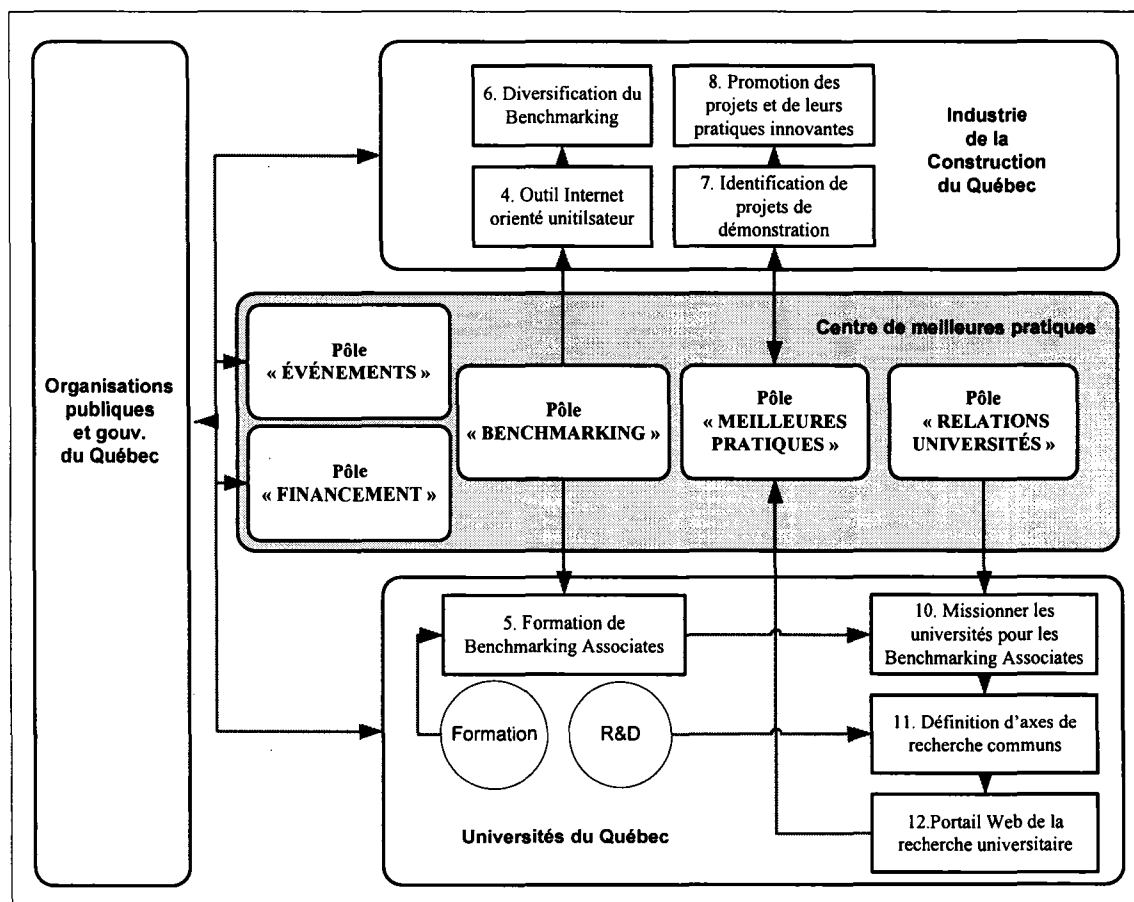 6. Diversification du
Benchmarking
8. Promotion des
projets et de leurs
pratiques innovantes
Industrie
de la
Construction
du Québec
4. Outil Internet
orienté unitilsateur
7. Identification de
projets de
démonstration
Organisations
publiques
et gouv.
du Québec
Centre de meilleures pratiques
Pôle
« ÉVÉNEMENTS »
Pôle
« FINANCEMENT »
Pôle
« BENCHMARKING »
Pôle
« MEILLEURES
PRATIQUES »
Pôle
« RELATIONS
UNIVERSITÉS »
5. Formation de
Benchmarking Associates
10. Missionner les
universités pour les
Benchmarking Associates
Formation
R&D
11. Définition d'axes de
recherche communs
12.Portail Web de la
recherche universitaire
Universités du Québec